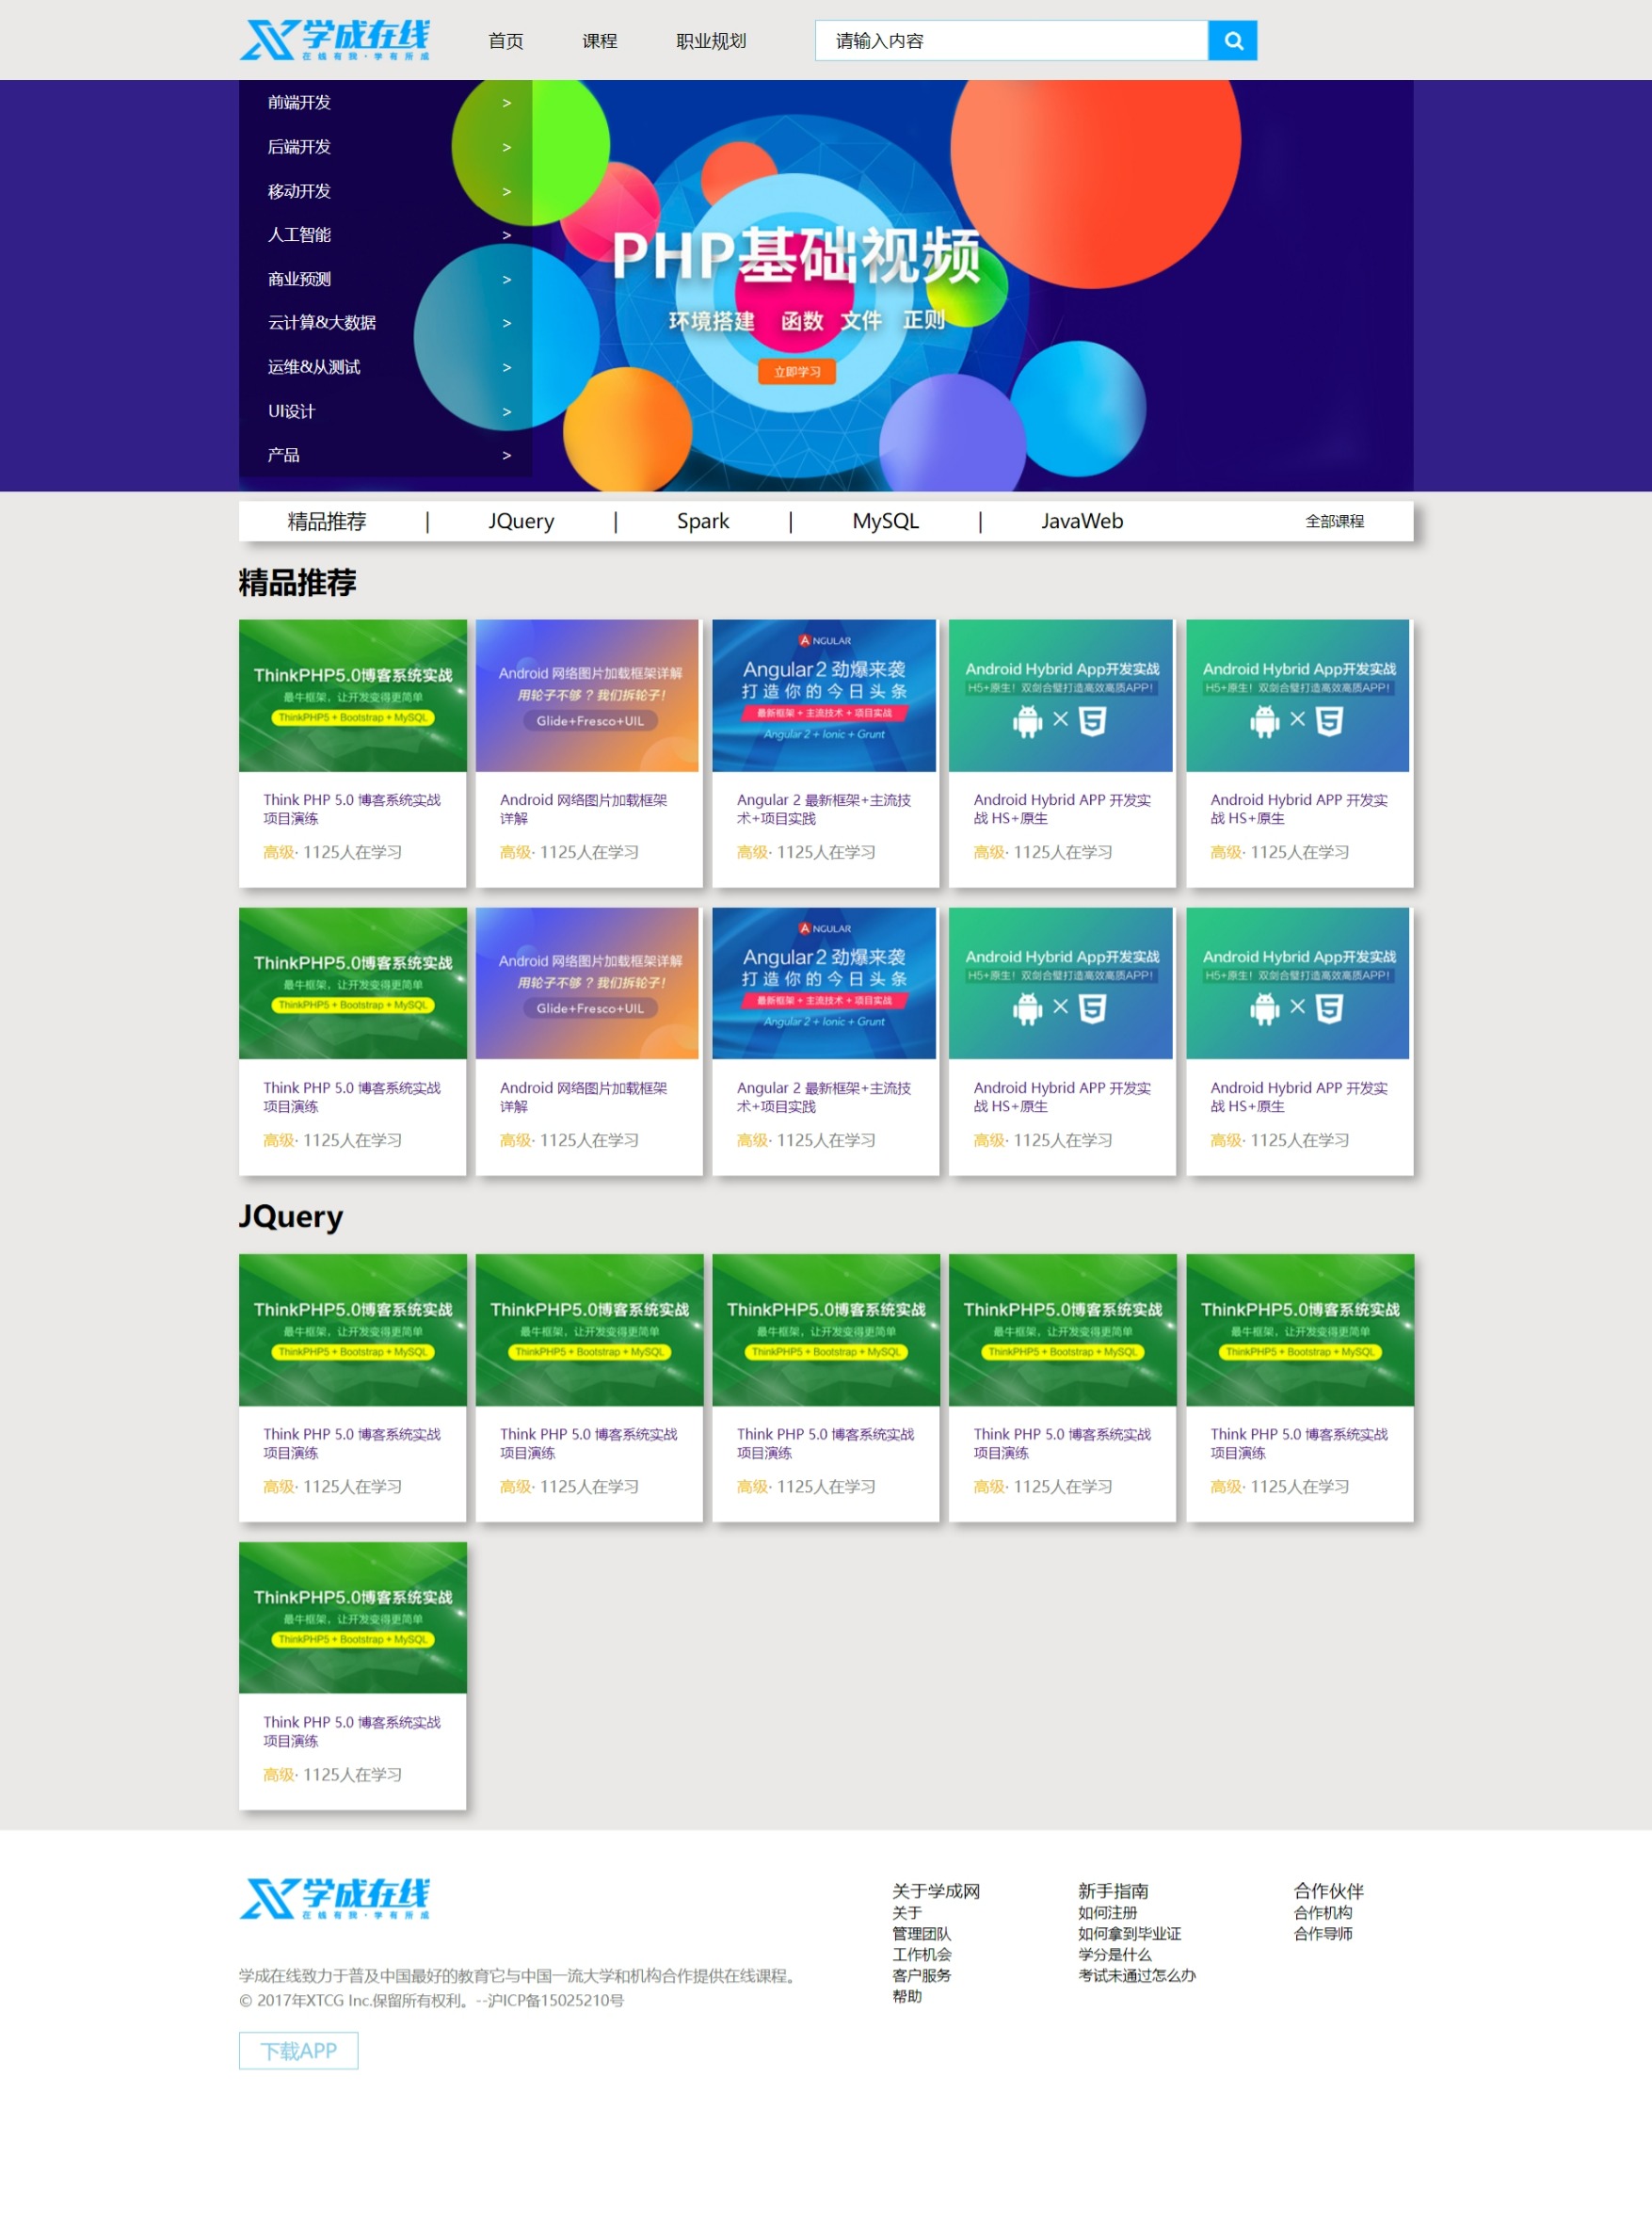 学成在线
在线有我·学有所成
首页 课程 职业规划 请输入内容
前端开发 >
后端开发 >
移动开发 >
人工智能 >
商业预测 >
云计算&大数据 >
运维&从测试 >
UI设计 >
产品 >
PHP基础视频
环境搭建 函数 文件 正则
立即学习
精品推荐 | JQuery | Spark | MySQL | JavaWeb 全部课程
精品推荐
ThinkPHP5.0博客系统实战
最牛框架，让开发变得更简单
ThinkPHP5 + Bootstrap + MySQL
Think PHP 5.0 博客系统实战
项目演练
高级· 1125人在学习
Android 网络图片加载框架详解
用轮子不够？我们拆轮子！
Glide+Fresco+UIL
Android 网络图片加载框架
详解
高级· 1125人在学习
ANGULAR
Angular2 劲爆来袭
打造你的今日头条
最新框架 + 主流技术 + 项目实战
Angular 2 + Ionic + Grunt
Angular 2 最新框架+主流技
术+项目实践
高级· 1125人在学习
Android Hybrid App开发实战
H5+原生！双剑合璧打造高效高质APP！
Android Hybrid APP 开发实
战 HS+原生
高级· 1125人在学习
Android Hybrid App开发实战
H5+原生！双剑合璧打造高效高质APP！
Android Hybrid APP 开发实
战 HS+原生
高级· 1125人在学习
ThinkPHP5.0博客系统实战
最牛框架，让开发变得更简单
ThinkPHP5 + Bootstrap + MySQL
Think PHP 5.0 博客系统实战
项目演练
高级· 1125人在学习
Android 网络图片加载框架详解
用轮子不够？我们拆轮子！
Glide+Fresco+UIL
Android 网络图片加载框架
详解
高级· 1125人在学习
ANGULAR
Angular2 劲爆来袭
打造你的今日头条
最新框架 + 主流技术 + 项目实战
Angular 2 + Ionic + Grunt
Angular 2 最新框架+主流技
术+项目实践
高级· 1125人在学习
Android Hybrid App开发实战
H5+原生！双剑合璧打造高效高质APP！
Android Hybrid APP 开发实
战 HS+原生
高级· 1125人在学习
Android Hybrid App开发实战
H5+原生！双剑合璧打造高效高质APP！
Android Hybrid APP 开发实
战 HS+原生
高级· 1125人在学习
JQuery
ThinkPHP5.0博客系统实战
最牛框架，让开发变得更简单
ThinkPHP5 + Bootstrap + MySQL
Think PHP 5.0 博客系统实战
项目演练
高级· 1125人在学习
ThinkPHP5.0博客系统实战
最牛框架，让开发变得更简单
ThinkPHP5 + Bootstrap + MySQL
Think PHP 5.0 博客系统实战
项目演练
高级· 1125人在学习
ThinkPHP5.0博客系统实战
最牛框架，让开发变得更简单
ThinkPHP5 + Bootstrap + MySQL
Think PHP 5.0 博客系统实战
项目演练
高级· 1125人在学习
ThinkPHP5.0博客系统实战
最牛框架，让开发变得更简单
ThinkPHP5 + Bootstrap + MySQL
Think PHP 5.0 博客系统实战
项目演练
高级· 1125人在学习
ThinkPHP5.0博客系统实战
最牛框架，让开发变得更简单
ThinkPHP5 + Bootstrap + MySQL
Think PHP 5.0 博客系统实战
项目演练
高级· 1125人在学习
ThinkPHP5.0博客系统实战
最牛框架，让开发变得更简单
ThinkPHP5 + Bootstrap + MySQL
Think PHP 5.0 博客系统实战
项目演练
高级· 1125人在学习
学成在线
在线有我·学有所成
学成在线致力于普及中国最好的教育它与中国一流大学和机构合作提供在线课程。
© 2017年XTCG Inc.保留所有权利。--沪ICP备15025210号
下载APP
关于学成网
关于
管理团队
工作机会
客户服务
帮助
新手指南
如何注册
如何拿到毕业证
学分是什么
考试未通过怎么办
合作伙伴
合作机构
合作导师